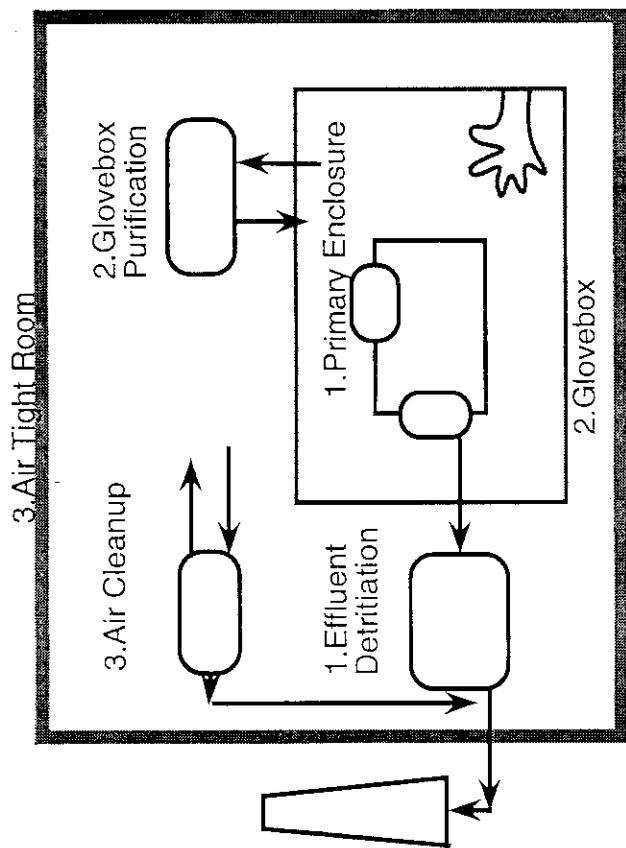 3.Air Tight Room
3.Air Cleanup
2.Glovebox
Purification
1.Effluent
Detritiation
1.Primary Enclosure
2.Glovebox